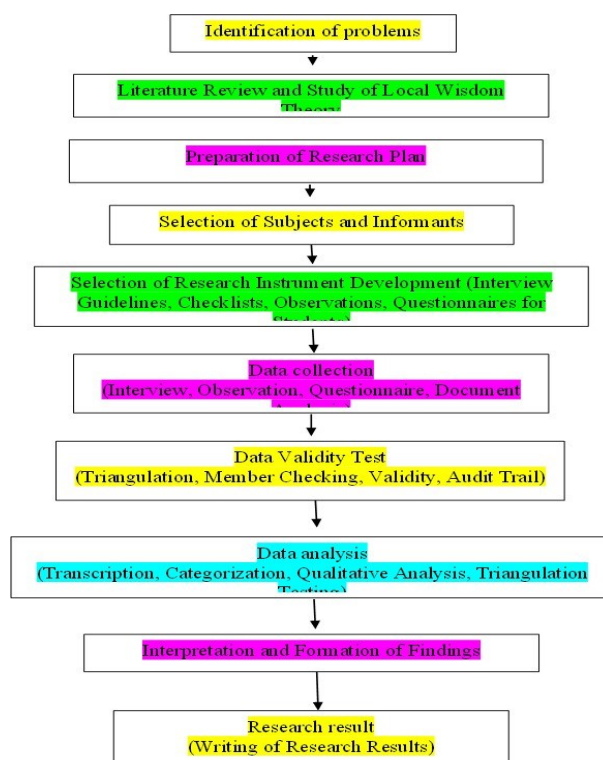 Identification of problems
Literature Review and Study of Local Wisdom
Theory
Preparation of Research Plan
Selection of Subjects and Informants
Selection of Research Instrument Development (Interview
Guidelines, Checklists, Observations, Questionnaires for
Students)
Data collection
(Interview, Observation, Questionnaire, Document
Data Validity Test
(Triangulation, Member Checking, Validity, Audit Trail)
Data analysis
(Transcription, Categorization, Qualitative Analysis, Triangulation
Testing)
Interpretation and Formation of Findings
Research result
(Writing of Research Results)